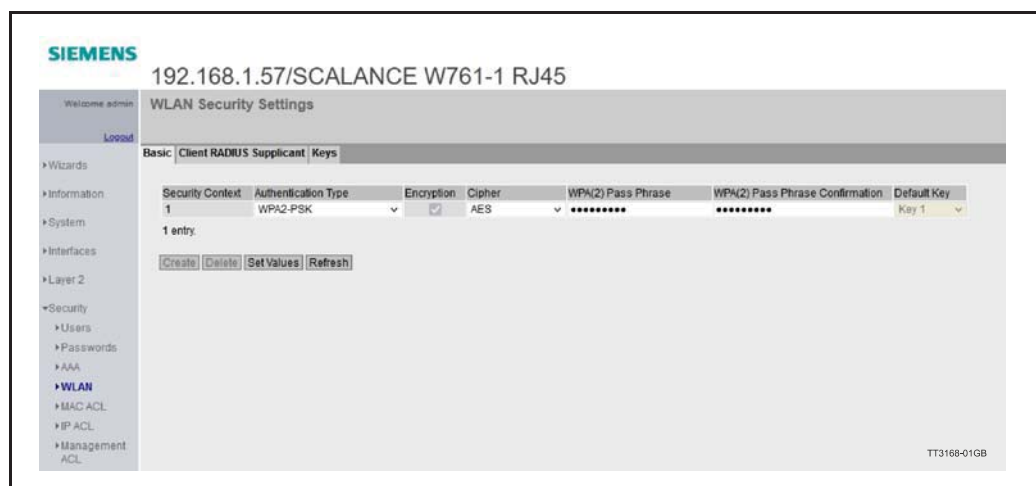 SIEMENS
192.168.1.57/SCALANCE W761-1 RJ45
Welcome admin
Logout
WLAN Security Settings
Basic Client RADIUS Supplicant Keys
▸Wizards
▸Information
▸System
▸Interfaces
▸Layer 2
▾Security
▸Users
▸Passwords
▸AAA
▸WLAN
▸MAC ACL
▸IP ACL
▸Management
ACL
Security Context Authentication Type Encryption Cipher WPA(2) Pass Phrase WPA(2) Pass Phrase Confirmation Default Key
1 WPA2-PSK AES ●●●●●●●●● ●●●●●●●●● Key 1
1 entry.
Create Delete Set Values Refresh
TT3168-01GB